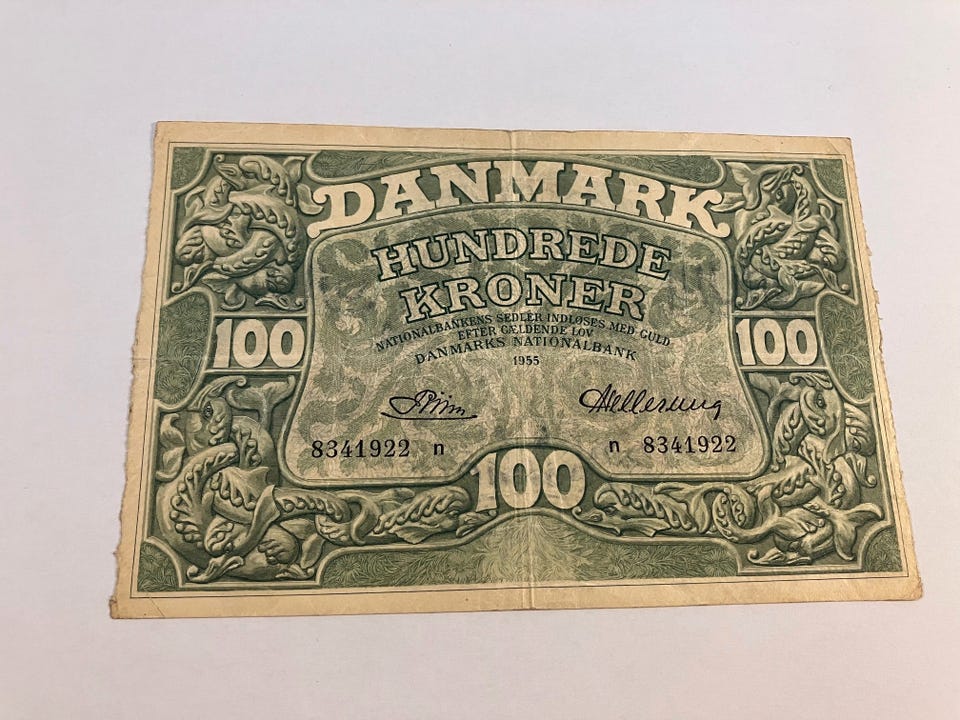 DANMARK
HUNDREDE
KRONER
NATIONALBANKENS SEDLER INDLØSES MED GULD
EFTER GÆLDENDE LOV
DANMARKS NATIONALBANK
1955
100
100
8341922 n
n 8341922
100